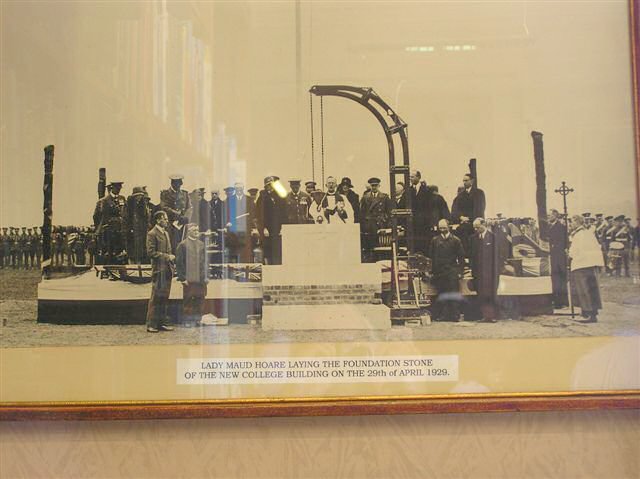 LADY MAUD HOARE LAYING THE FOUNDATION STONE
OF THE NEW COLLEGE BUILDING ON THE 29th of APRIL 1929.